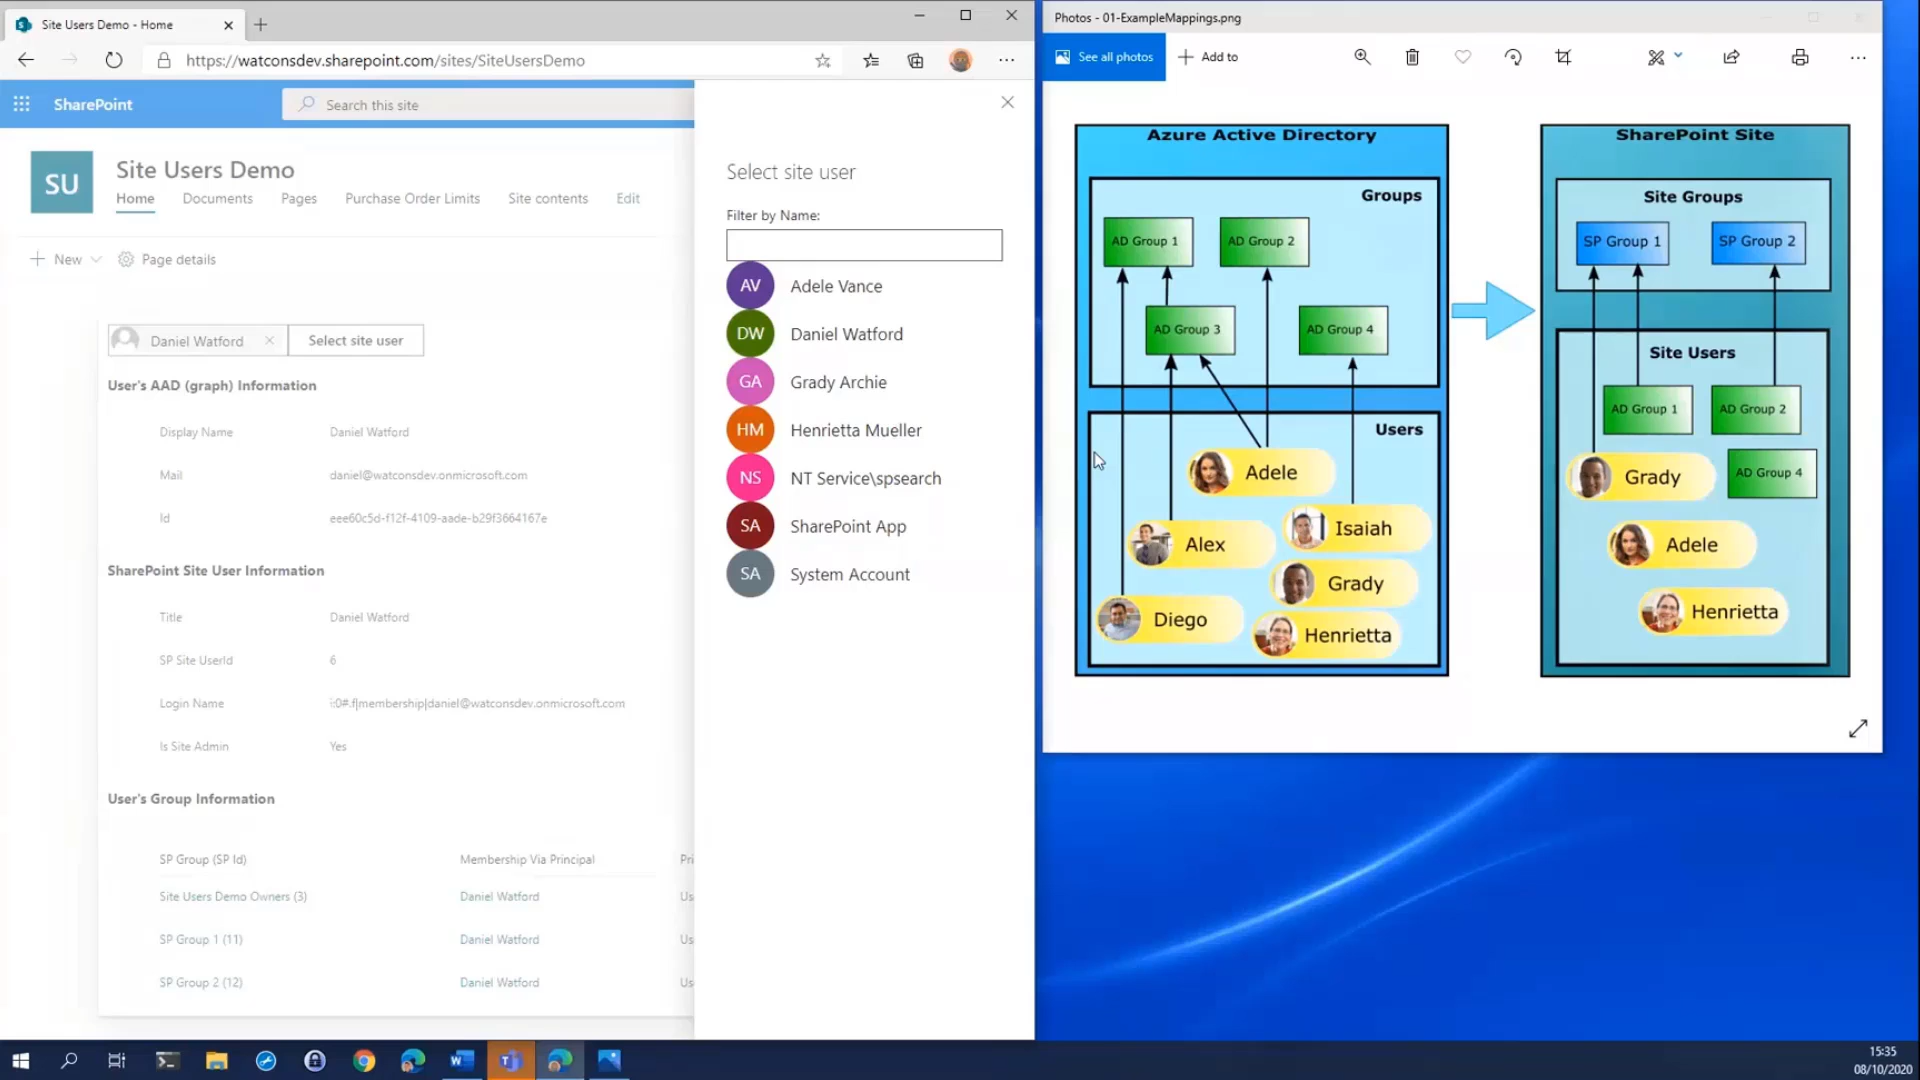 Site Users Demo - Home
https://watconsdev.sharepoint.com/sites/SiteUsersDemo
SharePoint
Search this site
SU
Site Users Demo
Home
Documents
Pages
Purchase Order Limits
Site contents
Edit
New
Page details
Daniel Watford
Select site user
User's AAD (graph) Information
Display Name
Daniel Watford
Mail
daniel@watconsdev.onmicrosoft.com
Id
eee60c5d-f12f-4109-aade-b29f3664167e
SharePoint Site User Information
Title
Daniel Watford
SP Site UserId
6
Login Name
i:0#.f|membership|daniel@watconsdev.onmicrosoft.com
Is Site Admin
Yes
User's Group Information
SP Group (SP Id)
Membership Via Principal
Pri
Site Users Demo Owners (3)
Daniel Watford
Us
SP Group 1 (11)
Daniel Watford
Us
SP Group 2 (12)
Daniel Watford
Us
Select site user
Filter by Name:
AV
Adele Vance
DW
Daniel Watford
GA
Grady Archie
HM
Henrietta Mueller
NS
NT Service\spsearch
SA
SharePoint App
SA
System Account
Photos - 01-ExampleMappings.png
See all photos
Add to
Azure Active Directory
Groups
AD Group 1
AD Group 2
AD Group 3
AD Group 4
Users
Adele
Isaiah
Alex
Grady
Diego
Henrietta
SharePoint Site
Site Groups
SP Group 1
SP Group 2
Site Users
AD Group 1
AD Group 2
Grady
AD Group 4
Adele
Henrietta
15:35
08/10/2020